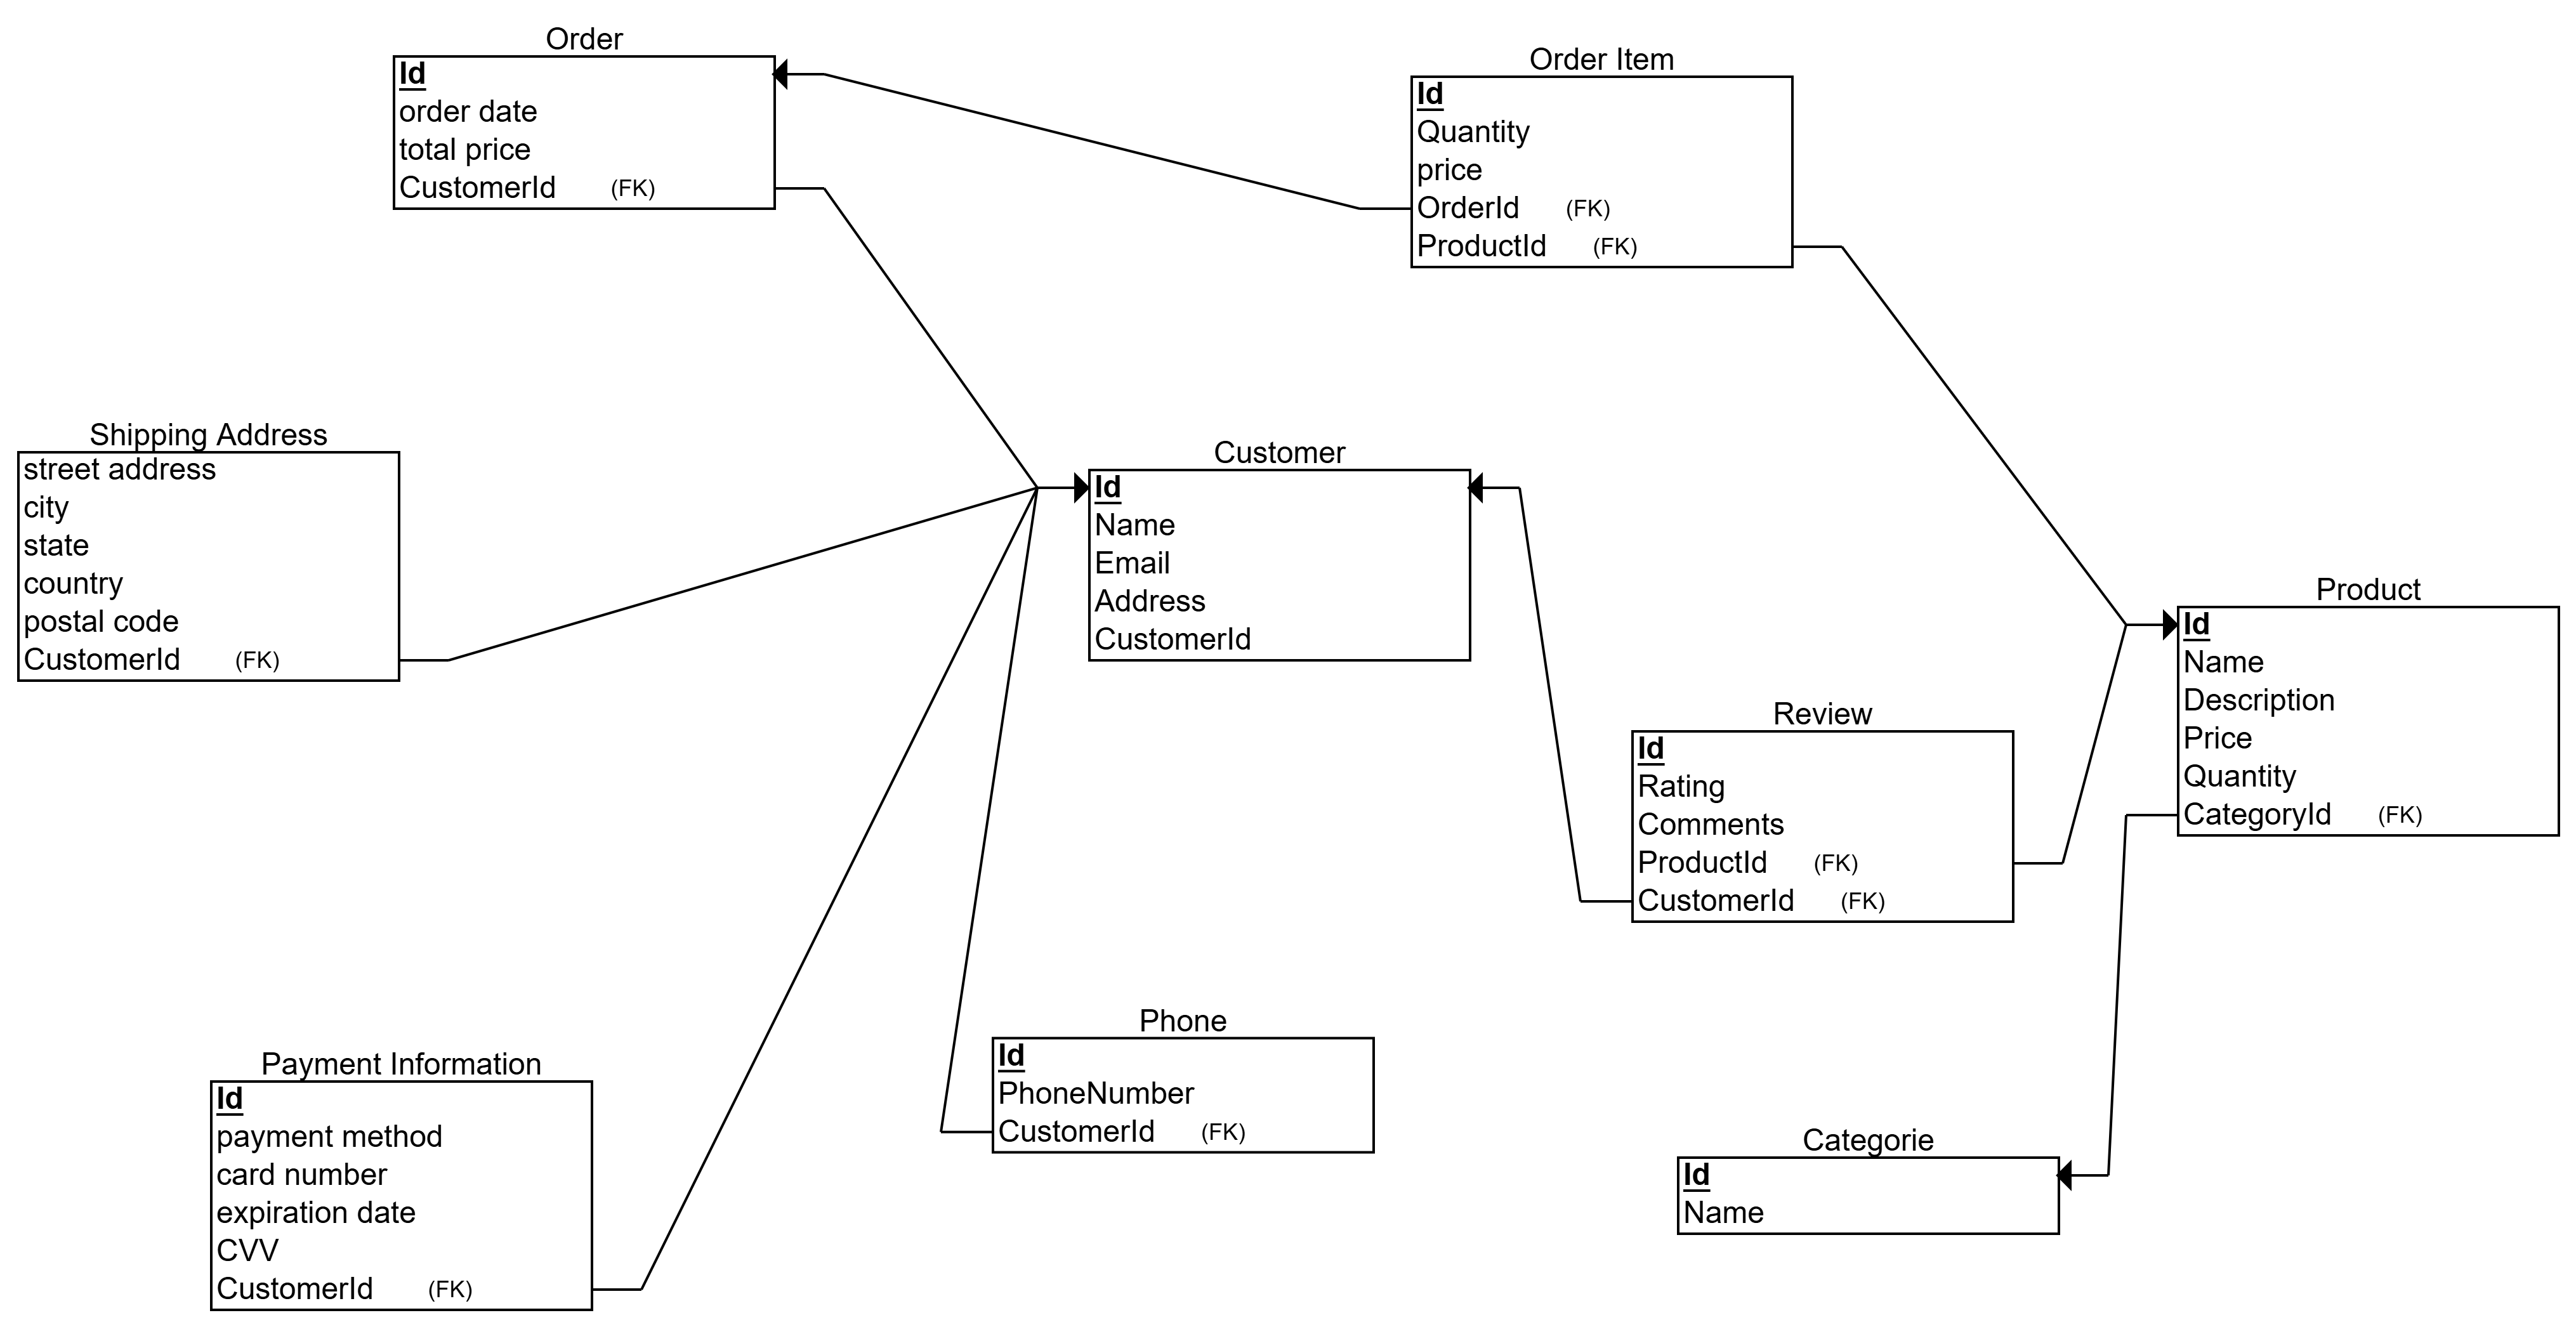 Order
Id
order date
total price
CustomerId (FK)
Order Item
Id
Quantity
price
OrderId (FK)
ProductId (FK)
Shipping Address
street address
city
state
country
postal code
CustomerId (FK)
Customer
Id
Name
Email
Address
CustomerId
Product
Id
Name
Description
Price
Quantity
CategoryId (FK)
Review
Id
Rating
Comments
ProductId (FK)
CustomerId (FK)
Payment Information
Id
payment method
card number
expiration date
CVV
CustomerId (FK)
Phone
Id
PhoneNumber
CustomerId (FK)
Categorie
Id
Name